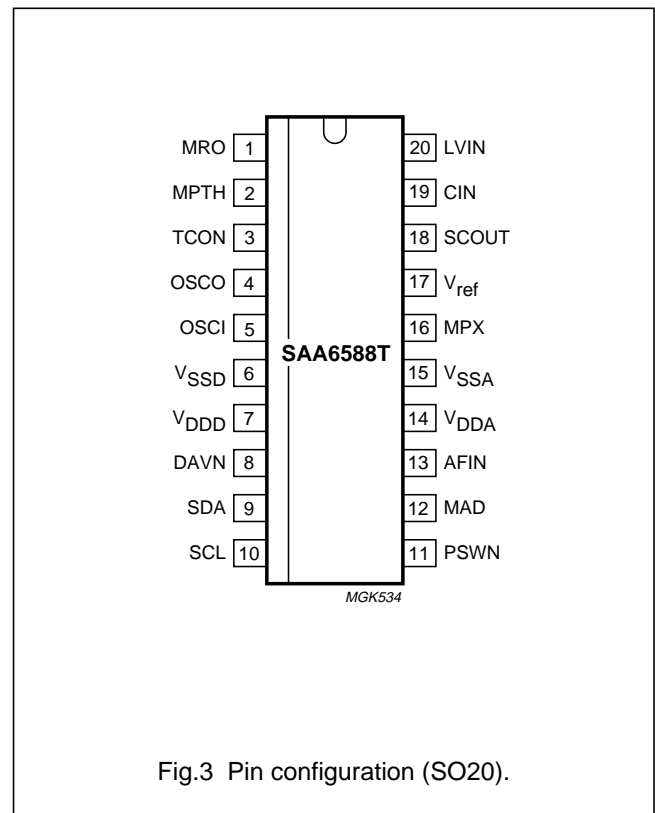 MRO 1 20 LVIN
MPTH 2 19 CIN
TCON 3 18 SCOUT
OSCO 4 17 Vref
OSCI 5 16 MPX
SAA6588T
VSSD 6 15 VSSA
VDDD 7 14 VDDA
DAVN 8 13 AFIN
SDA 9 12 MAD
SCL 10 11 PSWN
MGK534
Fig.3 Pin configuration (SO20).